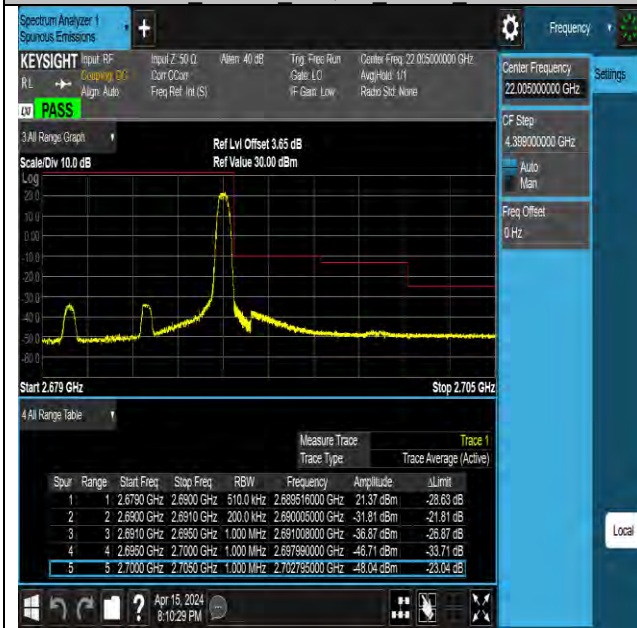 Spectrum Analyzer 1
Spurious Emissions
+
Frequency
KEYSIGHT Input: RF Input Z: 50 Ω Atten: 40 dB Trig: Free Run Center Freq: 22.005000000 GHz
RL Coupling: DC Corr CCorr Gate: LO Avg|Hold: 1/1
Align: Auto Freq Ref: Int (S) IF Gain: Low Radio Std: None
LXI PASS
Center Frequency
22.005000000 GHz
Settings
CF Step
4.398000000 GHz
Auto
Man
Freq Offset
0 Hz
3 All Range Graph
Ref Lvl Offset 3.65 dB
Scale/Div 10.0 dB Ref Value 30.00 dBm
Log
20.0
10.0
0.00
-10.0
-20.0
-30.0
-40.0
-50.0
-60.0
Start 2.679 GHz Stop 2.705 GHz
4 All Range Table
Measure Trace Trace 1
Trace Type Trace Average (Active)
Spur Range Start Freq Stop Freq RBW Frequency Amplitude ΔLimit
1 1 2.6790 GHz 2.6900 GHz 510.0 kHz 2.689516000 GHz 21.37 dBm -28.63 dB
2 2 2.6900 GHz 2.6910 GHz 200.0 kHz 2.690005000 GHz -31.81 dBm -21.81 dB
3 3 2.6910 GHz 2.6950 GHz 1.000 MHz 2.691008000 GHz -36.87 dBm -26.87 dB
4 4 2.6950 GHz 2.7000 GHz 1.000 MHz 2.697990000 GHz -46.71 dBm -33.71 dB
5 5 2.7000 GHz 2.7050 GHz 1.000 MHz 2.702795000 GHz -48.04 dBm -23.04 dB
Local
?
Apr 15, 2024
8:10:29 PM